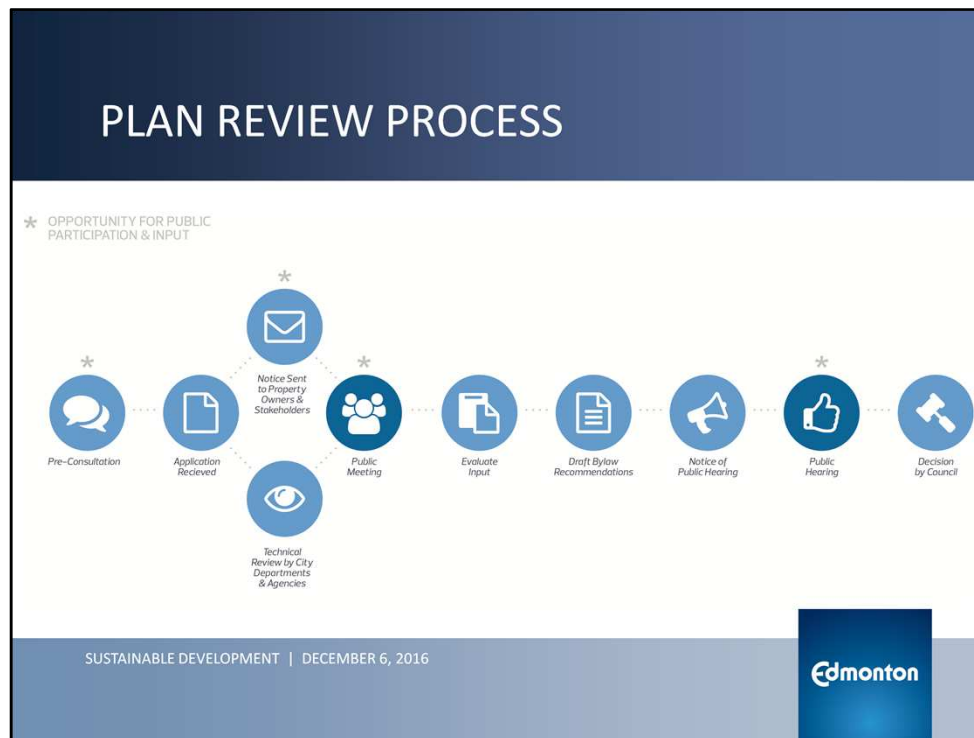 PLAN REVIEW PROCESS
* OPPORTUNITY FOR PUBLIC
PARTICIPATION & INPUT
*
Notice Sent
to Property
Owners &
Stakeholders
*
Pre-Consultation
Application
Recieved
*
Public
Meeting
Technical
Review by City
Departments
& Agencies
Evaluate
Input
Draft Bylaw
Recommendations
Notice of
Public Hearing
*
Public
Hearing
Decision
by Council
SUSTAINABLE DEVELOPMENT | DECEMBER 6, 2016
Edmonton